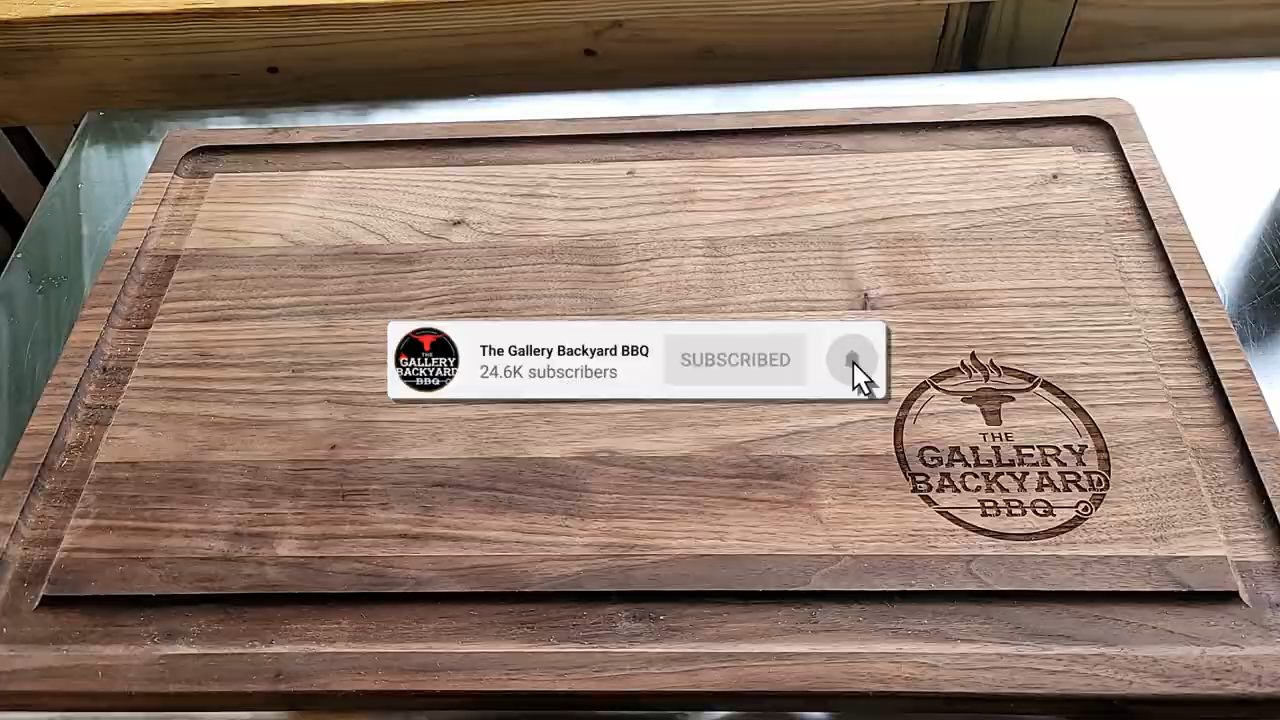 The Gallery Backyard BBQ
24.6K subscribers
SUBSCRIBED
THE
GALLERY
BACKYARD
BBQ
THE
GALLERY
BACKYARD
BBQ